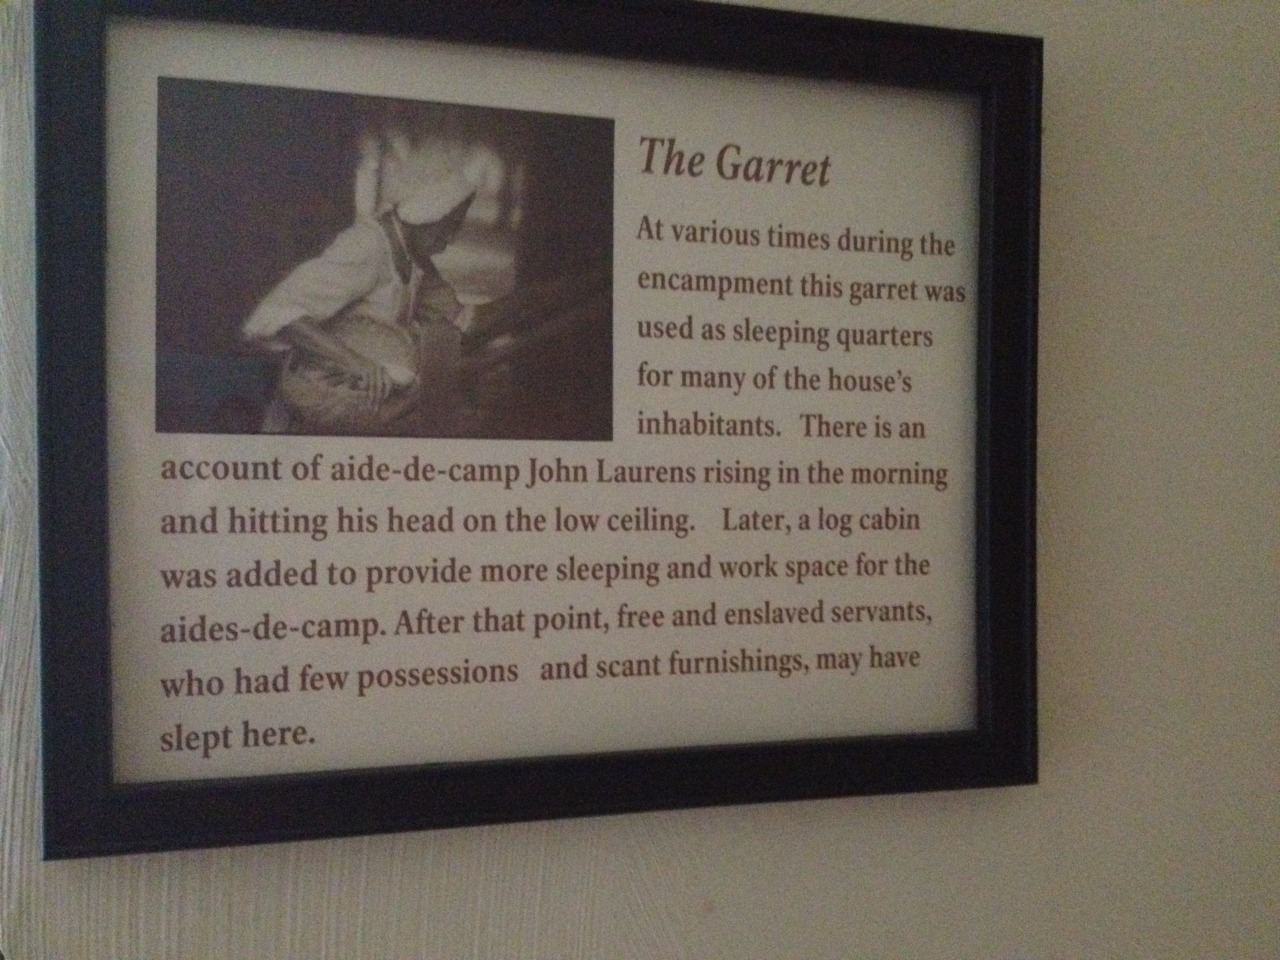 The Garret
At various times during the
encampment this garret was
used as sleeping quarters
for many of the house's
inhabitants. There is an
account of aide-de-camp John Laurens rising in the morning
and hitting his head on the low ceiling. Later, a log cabin
was added to provide more sleeping and work space for the
aides-de-camp. After that point, free and enslaved servants,
who had few possessions and scant furnishings, may have
slept here.